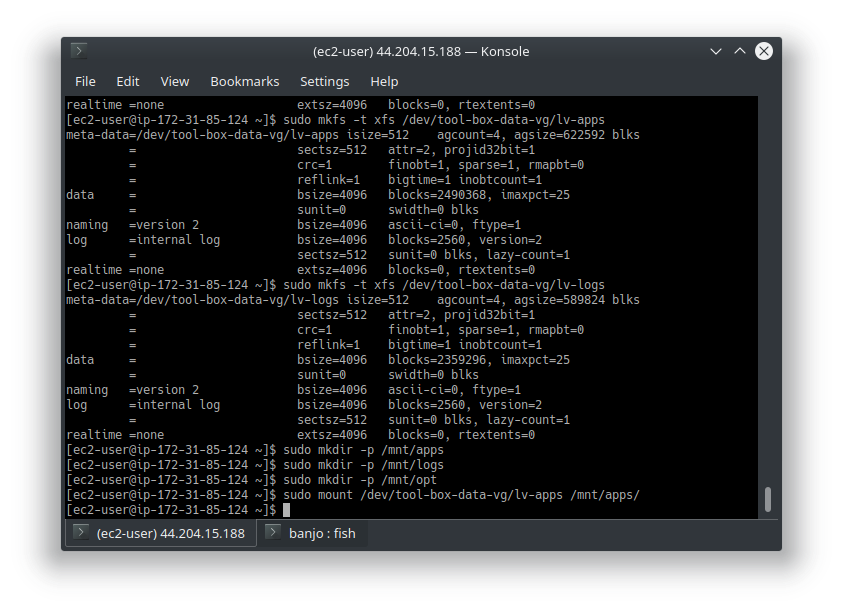 (ec2-user) 44.204.15.188 — Konsole
File Edit View Bookmarks Settings Help
realtime =none                   extsz=4096   blocks=0, rtextents=0
[ec2-user@ip-172-31-85-124 ~]$ sudo mkfs -t xfs /dev/tool-box-data-vg/lv-apps
meta-data=/dev/tool-box-data-vg/lv-apps isize=512    agcount=4, agsize=622592 blks
         =                       sectsz=512   attr=2, projid32bit=1
         =                       crc=1        finobt=1, sparse=1, rmapbt=0
         =                       reflink=1    bigtime=1 inobtcount=1
data     =                       bsize=4096   blocks=2490368, imaxpct=25
         =                       sunit=0      swidth=0 blks
naming   =version 2              bsize=4096   ascii-ci=0, ftype=1
log      =internal log           bsize=4096   blocks=2560, version=2
         =                       sectsz=512   sunit=0 blks, lazy-count=1
realtime =none                   extsz=4096   blocks=0, rtextents=0
[ec2-user@ip-172-31-85-124 ~]$ sudo mkfs -t xfs /dev/tool-box-data-vg/lv-logs
meta-data=/dev/tool-box-data-vg/lv-logs isize=512    agcount=4, agsize=589824 blks
         =                       sectsz=512   attr=2, projid32bit=1
         =                       crc=1        finobt=1, sparse=1, rmapbt=0
         =                       reflink=1    bigtime=1 inobtcount=1
data     =                       bsize=4096   blocks=2359296, imaxpct=25
         =                       sunit=0      swidth=0 blks
naming   =version 2              bsize=4096   ascii-ci=0, ftype=1
log      =internal log           bsize=4096   blocks=2560, version=2
         =                       sectsz=512   sunit=0 blks, lazy-count=1
realtime =none                   extsz=4096   blocks=0, rtextents=0
[ec2-user@ip-172-31-85-124 ~]$ sudo mkdir -p /mnt/apps
[ec2-user@ip-172-31-85-124 ~]$ sudo mkdir -p /mnt/logs
[ec2-user@ip-172-31-85-124 ~]$ sudo mkdir -p /mnt/opt
[ec2-user@ip-172-31-85-124 ~]$ sudo mount /dev/tool-box-data-vg/lv-apps /mnt/apps/
[ec2-user@ip-172-31-85-124 ~]$
(ec2-user) 44.204.15.188 banjo : fish